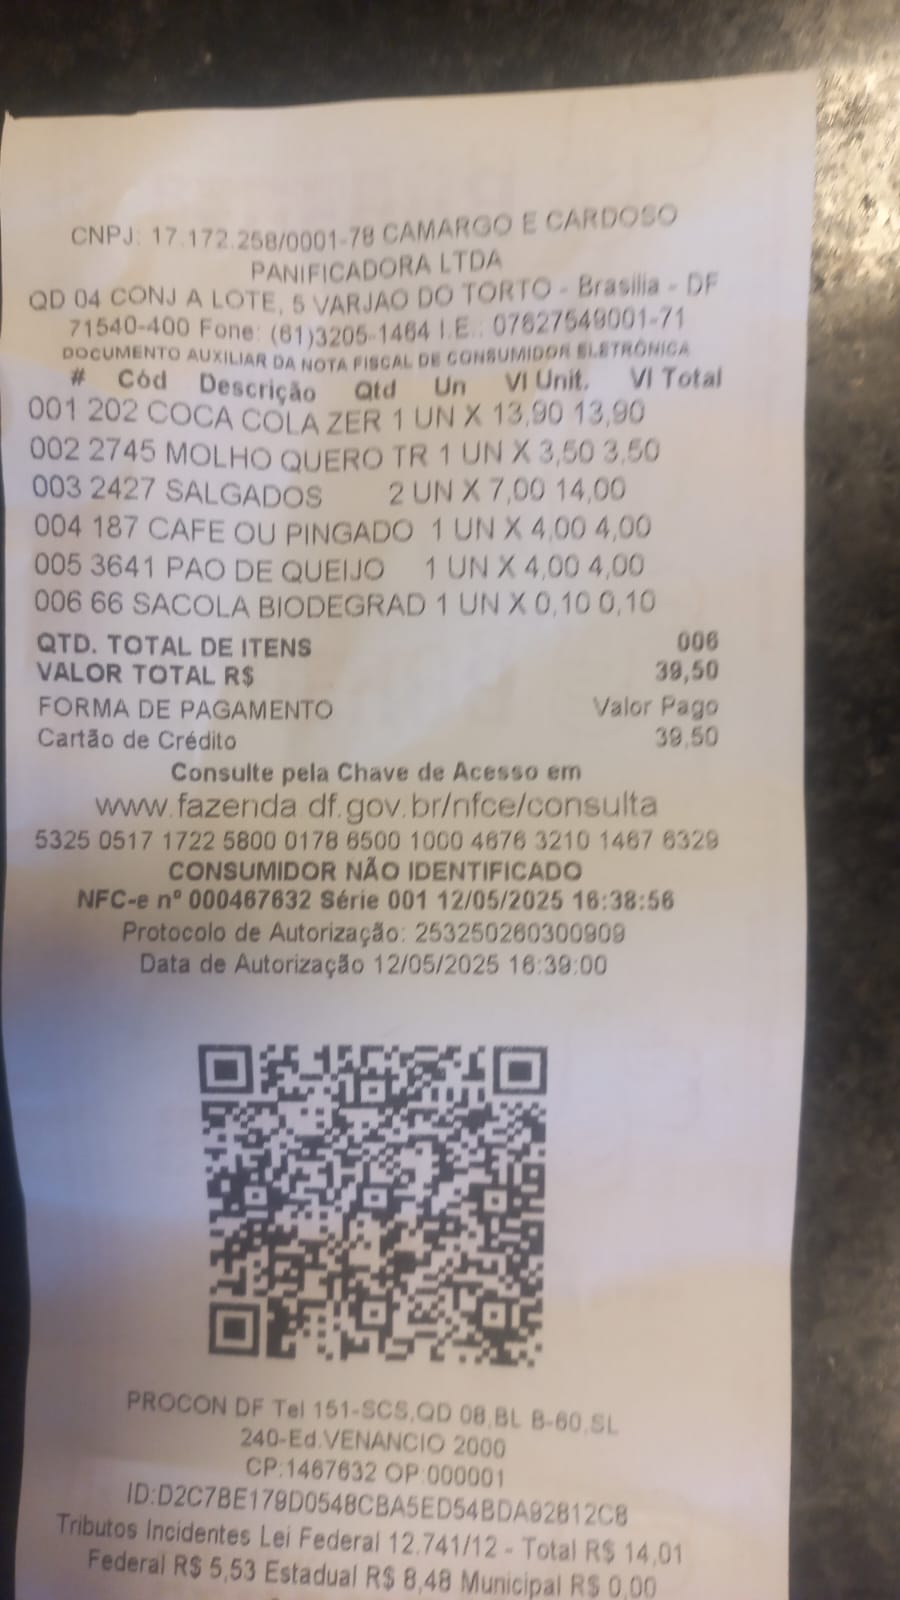 CNPJ: 17.172.258/0001-78 CAMARGO E CARDOSO
PANIFICADORA LTDA
QD 04 CONJ A LOTE, 5 VARJAO DO TORTO - Brasilia - DF
71540-400 Fone: (61)3205-1464 I.E.: 07627549001-71
DOCUMENTO AUXILIAR DA NOTA FISCAL DE CONSUMIDOR ELETRÔNICA
# Cód Descrição Qtd Un Vl Unit. Vl Total
001 202 COCA COLA ZER 1 UN X 13,90 13,90
002 2745 MOLHO QUERO TR 1 UN X 3,50 3,50
003 2427 SALGADOS 2 UN X 7,00 14,00
004 187 CAFE OU PINGADO 1 UN X 4,00 4,00
005 3641 PAO DE QUEIJO 1 UN X 4,00 4,00
006 66 SACOLA BIODEGRAD 1 UN X 0,10 0,10
QTD. TOTAL DE ITENS 006
VALOR TOTAL R$ 39,50
FORMA DE PAGAMENTO Valor Pago
Cartão de Crédito 39,50
Consulte pela Chave de Acesso em
www.fazenda.df.gov.br/nfce/consulta
5325 0517 1722 5800 0178 6500 1000 4676 3210 1467 6329
CONSUMIDOR NÃO IDENTIFICADO
NFC-e nº 000467632 Série 001 12/05/2025 16:38:56
Protocolo de Autorização: 253250260300909
Data de Autorização 12/05/2025 16:39:00
PROCON DF Tel 151-SCS,QD 08,BL B-60,SL
240-Ed.VENANCIO 2000
CP:1467632 OP:000001
ID:D2C7BE179D0548CBA5ED54BDA92812C8
Tributos Incidentes Lei Federal 12.741/12 - Total R$ 14,01
Federal R$ 5,53 Estadual R$ 8,48 Municipal R$ 0,00